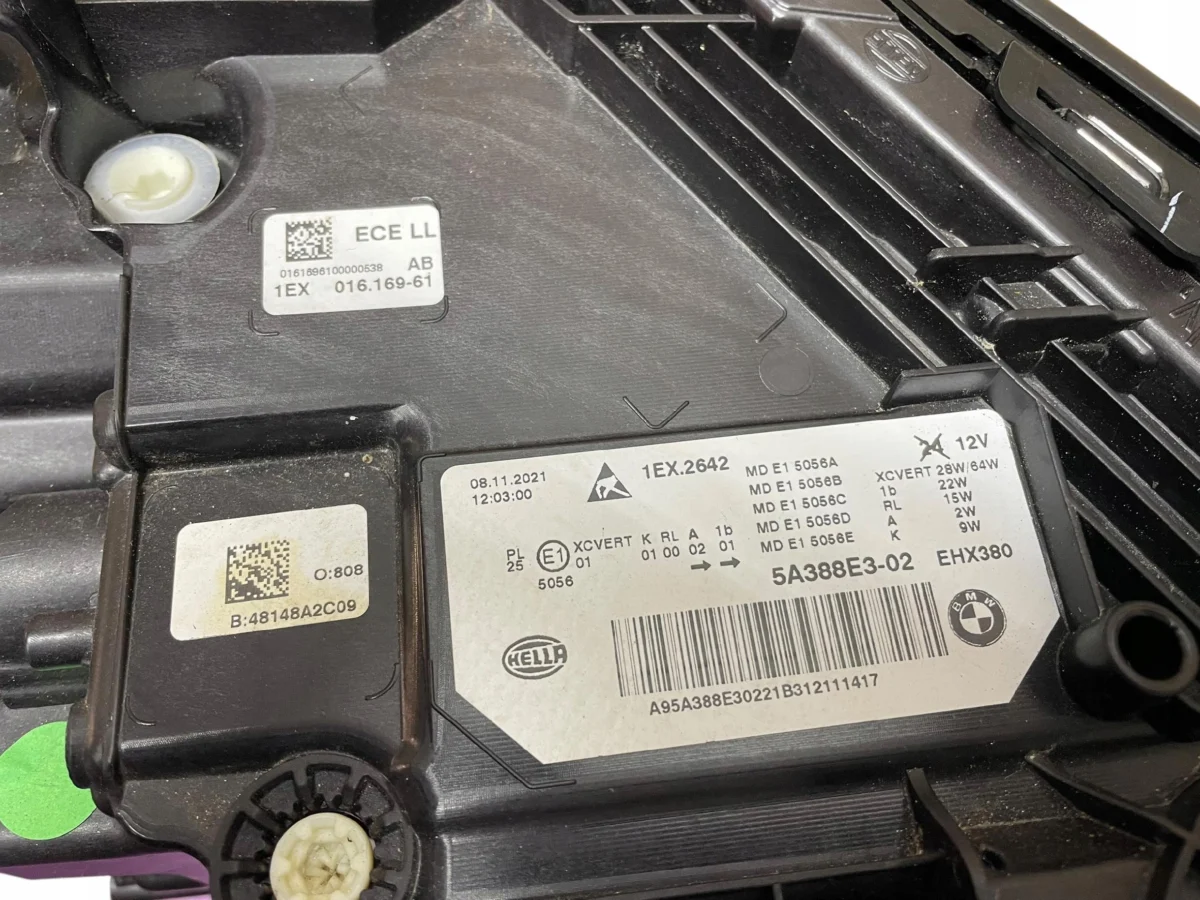 ECE LL
0161696100000538 AB
1EX 016.169-61
O:808
B:48148A2C09
08.11.2021
12:03:00
1EX.2642
MD E1 5056A
MD E1 5056B
MD E1 5056C
MD E1 5056D
MD E1 5056E
12V
XCVERT 28W/64W
1b 22W
RL 15W
A 2W
K 9W
PL E1 XCVERT K RL A 1b
25 01 01 00 02 01
5056
5A388E3-02 EHX380
BMW
HELLA
A95A388E30221B312111417